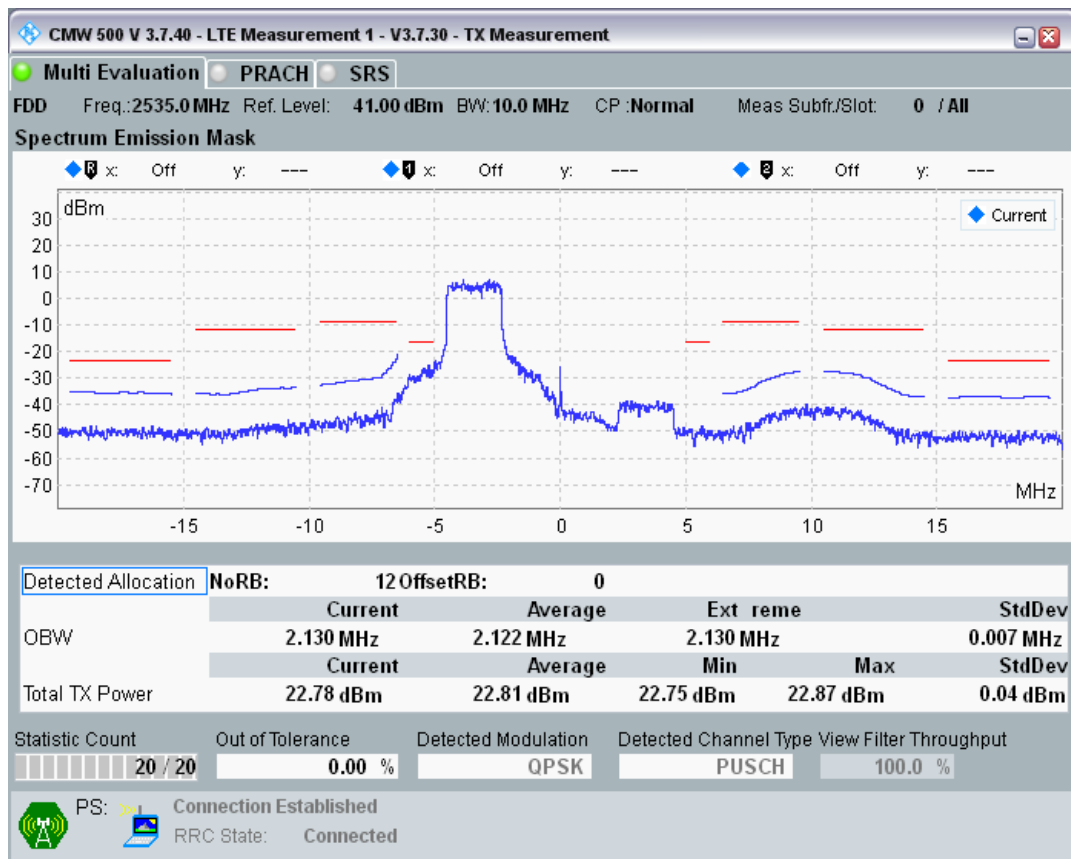 CMW 500 V 3.7.40 - LTE Measurement 1 - V3.7.30 - TX Measurement
Multi Evaluation PRACH SRS
FDD Freg.:2535.0 MHz Ref. Level: 41.00 dBm BW: 10.0 MHz CP :Normal Meas Subfr./Slot: 0 / All
Spectrum Emission Mask
R x: Off y: --- 1 x: Off y: --- 2 x: Off y: ---
dBm
Current
30
20
10
0
-10
-20
-30
-40
-50
-60
-70
MHz
-15 -10 -5 0 5 10 15
Detected Allocation NoRB: 12 OffsetRB: 0
Current Average Ext reme StdDev
OBW 2.130 MHz 2.122 MHz 2.130 MHz 0.007 MHz
Current Average Min Max StdDev
Total TX Power 22.78 dBm 22.81 dBm 22.75 dBm 22.87 dBm 0.04 dBm
Statistic Count Out of Tolerance Detected Modulation Detected Channel Type View Filter Throughput
20 / 20 0.00 % QPSK PUSCH 100.0 %
PS: Connection Established
RRC State: Connected